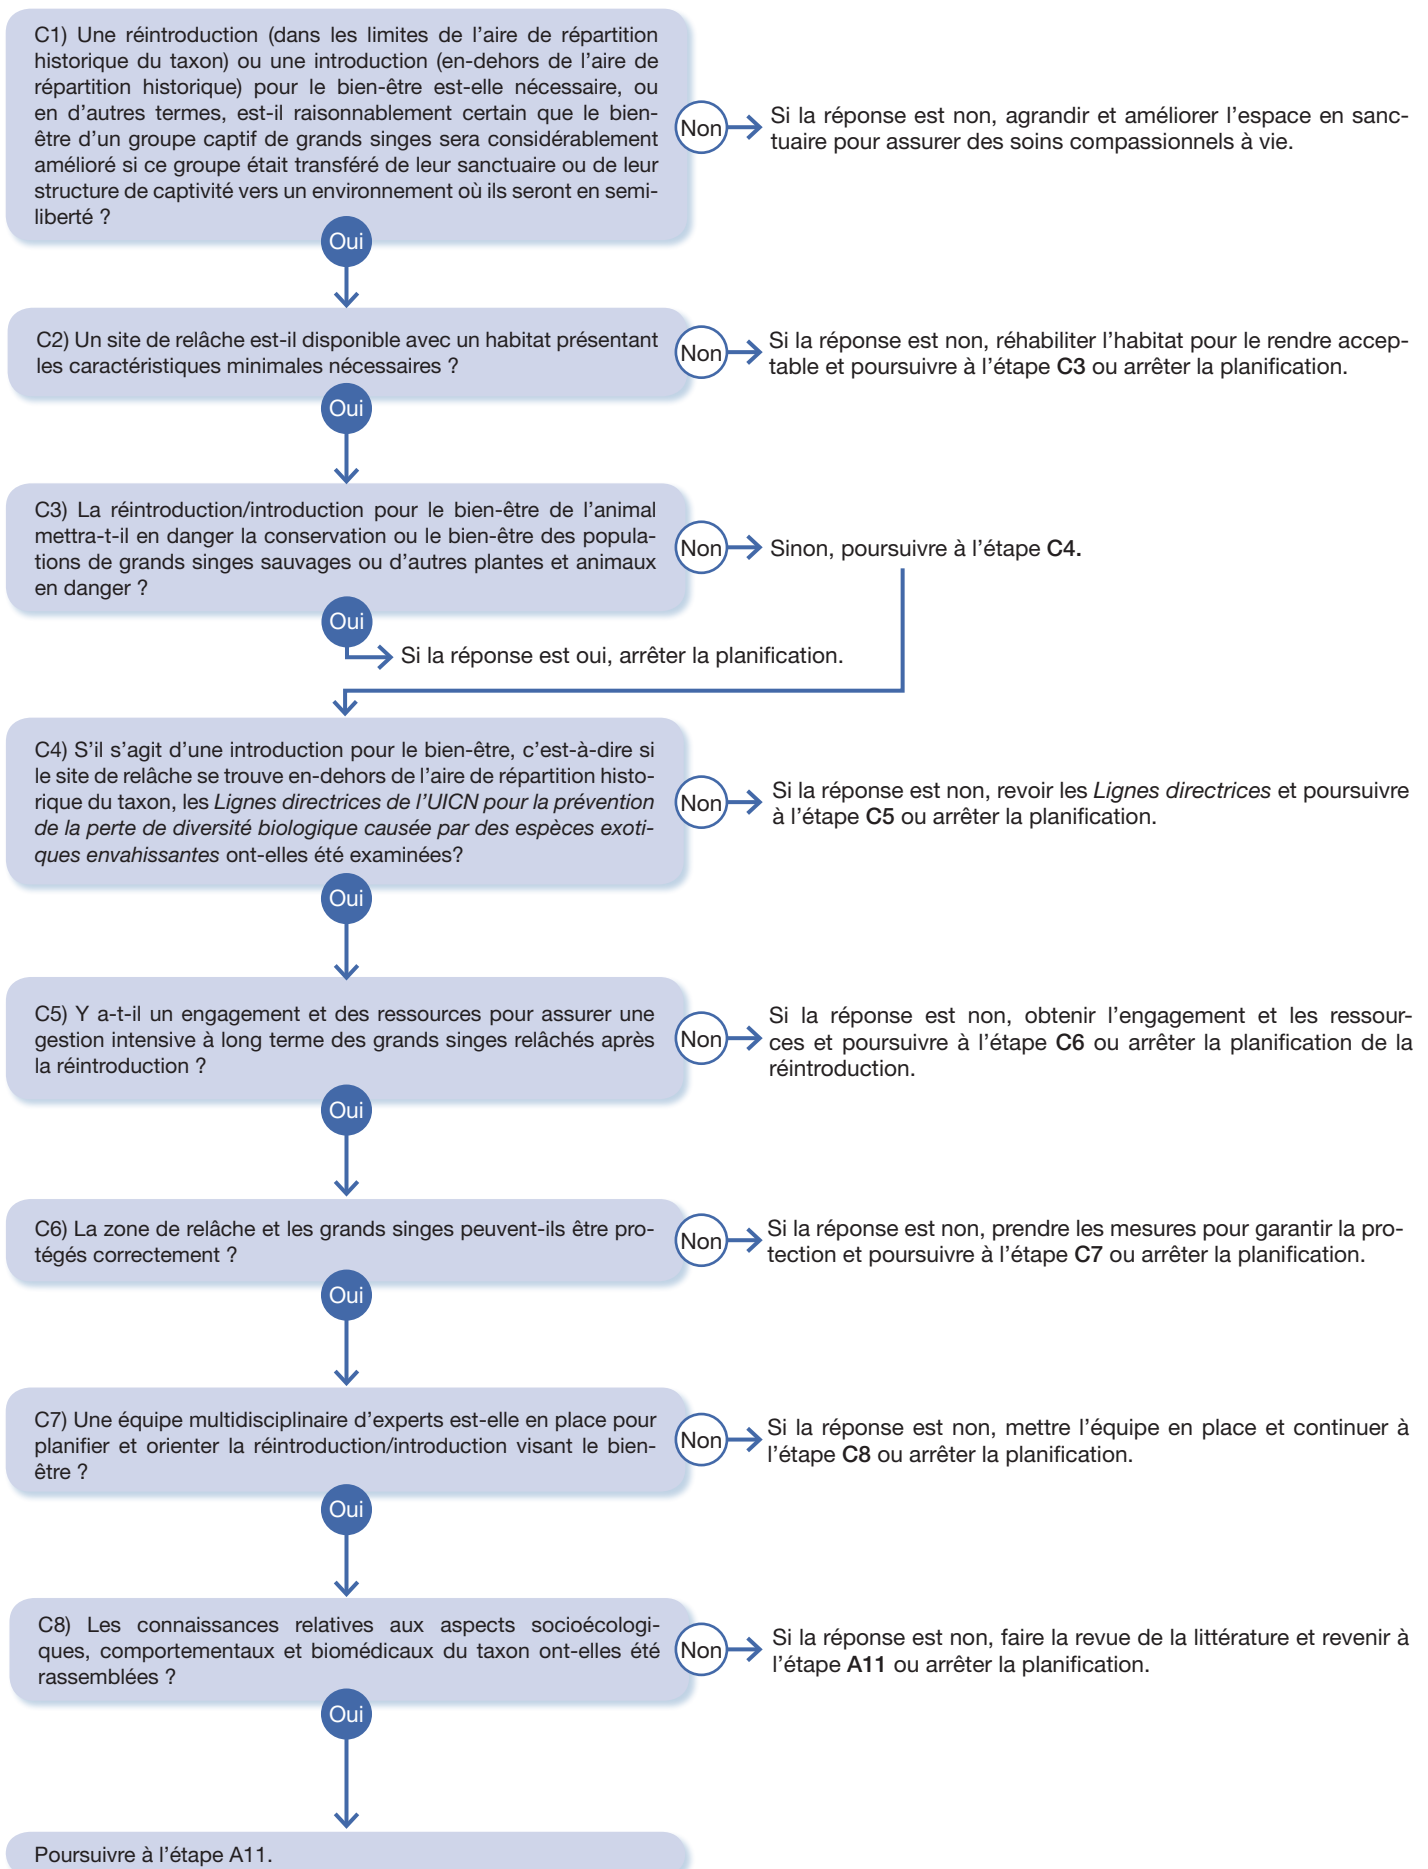 C1) Une réintroduction (dans les limites de l'aire de répartition
historique du taxon) ou une introduction (en-dehors de l'aire de
répartition historique) pour le bien-être est-elle nécessaire, ou
en d'autres termes, est-il raisonnablement certain que le bien-
être d'un groupe captif de grands singes sera considérablement
amélioré si ce groupe était transféré de leur sanctuaire ou de leur
structure de captivité vers un environnement où ils seront en semi-
liberté ?
Non
Si la réponse est non, agrandir et améliorer l'espace en sanc-
tuaire pour assurer des soins compassionnels à vie.
Oui
C2) Un site de relâche est-il disponible avec un habitat présentant
les caractéristiques minimales nécessaires ?
Non
Si la réponse est non, réhabiliter l'habitat pour le rendre accep-
table et poursuivre à l'étape C3 ou arrêter la planification.
Oui
C3) La réintroduction/introduction pour le bien-être de l'animal
mettra-t-il en danger la conservation ou le bien-être des popula-
tions de grands singes sauvages ou d'autres plantes et animaux
en danger ?
Non
Sinon, poursuivre à l'étape C4.
Oui
Si la réponse est oui, arrêter la planification.
C4) S'il s'agit d'une introduction pour le bien-être, c'est-à-dire si
le site de relâche se trouve en-dehors de l'aire de répartition histo-
rique du taxon, les Lignes directrices de l'UICN pour la prévention
de la perte de diversité biologique causée par des espèces exoti-
ques envahissantes ont-elles été examinées?
Non
Si la réponse est non, revoir les Lignes directrices et poursuivre
à l'étape C5 ou arrêter la planification.
Oui
C5) Y a-t-il un engagement et des ressources pour assurer une
gestion intensive à long terme des grands singes relâchés après
la réintroduction ?
Non
Si la réponse est non, obtenir l'engagement et les ressour-
ces et poursuivre à l'étape C6 ou arrêter la planification de la
réintroduction.
Oui
C6) La zone de relâche et les grands singes peuvent-ils être pro-
tégés correctement ?
Non
Si la réponse est non, prendre les mesures pour garantir la pro-
tection et poursuivre à l'étape C7 ou arrêter la planification.
Oui
C7) Une équipe multidisciplinaire d'experts est-elle en place pour
planifier et orienter la réintroduction/introduction visant le bien-
être ?
Non
Si la réponse est non, mettre l'équipe en place et continuer à
l'étape C8 ou arrêter la planification.
Oui
C8) Les connaissances relatives aux aspects socioécologi-
ques, comportementaux et biomédicaux du taxon ont-elles été
rassemblées ?
Non
Si la réponse est non, faire la revue de la littérature et revenir à
l'étape A11 ou arrêter la planification.
Oui
Poursuivre à l'étape A11.